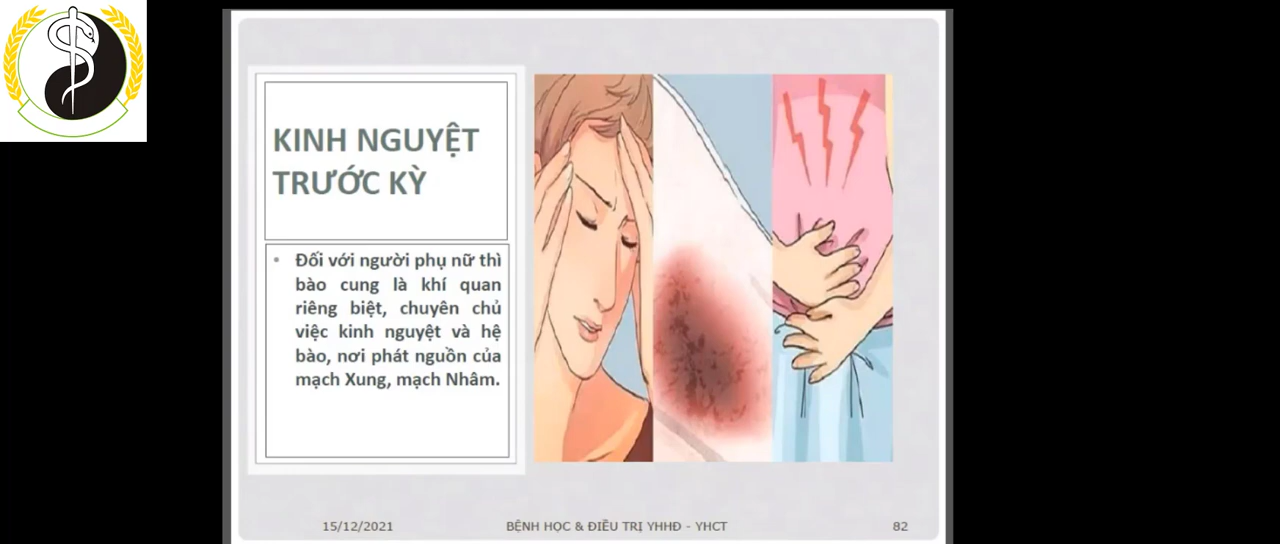 KINH NGUYỆT
TRƯỚC KỲ
• Đối với người phụ nữ thì
bào cung là khí quan
riêng biệt, chuyên chủ
việc kinh nguyệt và hệ
bào, nơi phát nguồn của
mạch Xung, mạch Nhâm.
15/12/2021 BỆNH HỌC & ĐIỀU TRỊ YHHĐ - YHCT 82